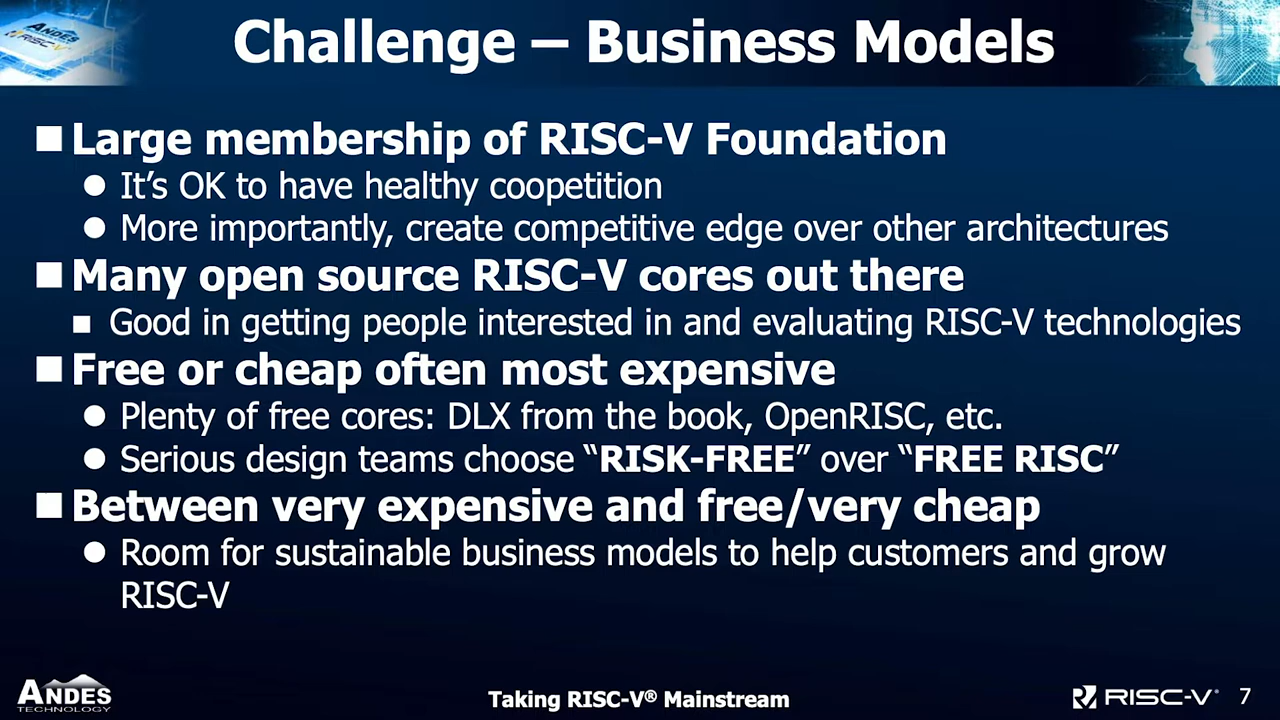 Challenge – Business Models
Large membership of RISC-V Foundation
It's OK to have healthy coopetition
More importantly, create competitive edge over other architectures
Many open source RISC-V cores out there
Good in getting people interested in and evaluating RISC-V technologies
Free or cheap often most expensive
Plenty of free cores: DLX from the book, OpenRISC, etc.
Serious design teams choose “RISK-FREE” over “FREE RISC”
Between very expensive and free/very cheap
Room for sustainable business models to help customers and grow
RISC-V
ANDES
TECHNOLOGY
Taking RISC-V® Mainstream
RISC-V®
7
ANDES
RISC-V